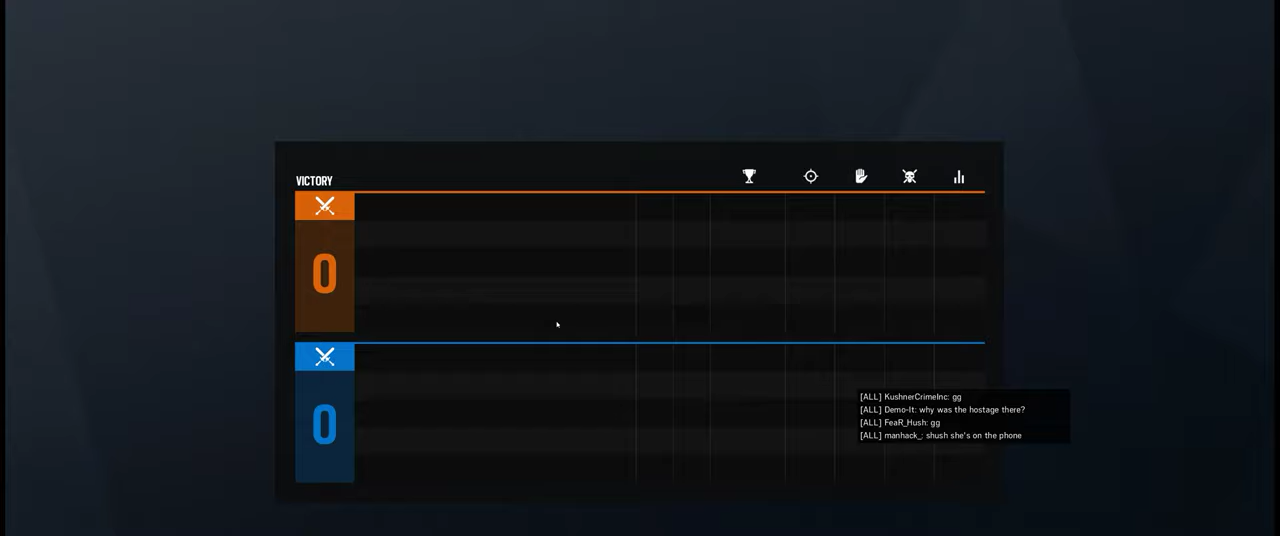 VICTORY
0
0
[ALL] KushnerCrimeInc: gg
[ALL] Demo-It: why was the hostage there?
[ALL] FeaR_Hush: gg
[ALL] manhack_: shush she's on the phone